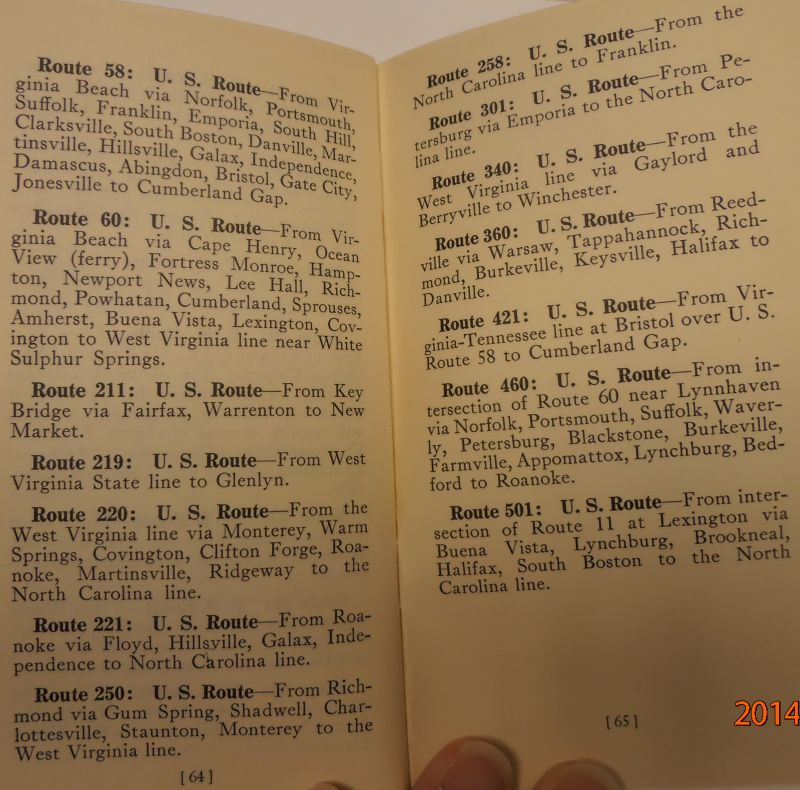 Route 58: U. S. Route—From Vir-
ginia Beach via Norfolk, Portsmouth,
Suffolk, Franklin, Emporia, South Hill,
Clarksville, South Boston, Danville, Mar-
tinsville, Hillsville, Galax, Independence,
Damascus, Abingdon, Bristol, Gate City,
Jonesville to Cumberland Gap.
Route 60: U. S. Route—From Vir-
ginia Beach via Cape Henry, Ocean
View (ferry), Fortress Monroe, Hamp-
ton, Newport News, Lee Hall, Rich-
mond, Powhatan, Cumberland, Sprouses,
Amherst, Buena Vista, Lexington, Cov-
ington to West Virginia line near White
Sulphur Springs.
Route 211: U. S. Route—From Key
Bridge via Fairfax, Warrenton to New
Market.
Route 219: U. S. Route—From West
Virginia State line to Glenlyn.
Route 220: U. S. Route—From the
West Virginia line via Monterey, Warm
Springs, Covington, Clifton Forge, Roa-
noke, Martinsville, Ridgeway to the
North Carolina line.
Route 221: U. S. Route—From Roa-
noke via Floyd, Hillsville, Galax, Inde-
pendence to North Carolina line.
Route 250: U. S. Route—From Rich-
mond via Gum Spring, Shadwell, Char-
lottesville, Staunton, Monterey to the
West Virginia line.
[64]
Route 258: U. S. Route—From the
North Carolina line to Franklin.
Route 301: U. S. Route—From Pe-
tersburg via Emporia to the North Caro-
lina line.
Route 340: U. S. Route—From the
West Virginia line via Gaylord and
Berryville to Winchester.
Route 360: U. S. Route—From Reed-
ville via Warsaw, Tappahannock, Rich-
mond, Burkeville, Keysville, Halifax to
Danville.
Route 421: U. S. Route—From Vir-
ginia-Tennessee line at Bristol over U. S.
Route 58 to Cumberland Gap.
Route 460: U. S. Route—From in-
tersection of Route 60 near Lynnhaven
via Norfolk, Portsmouth, Suffolk, Waver-
ly, Petersburg, Blackstone, Burkeville,
Farmville, Appomattox, Lynchburg, Bed-
ford to Roanoke.
Route 501: U. S. Route—From inter-
section of Route 11 at Lexington via
Buena Vista, Lynchburg, Brookneal,
Halifax, South Boston to the North
Carolina line.
[65]
2014